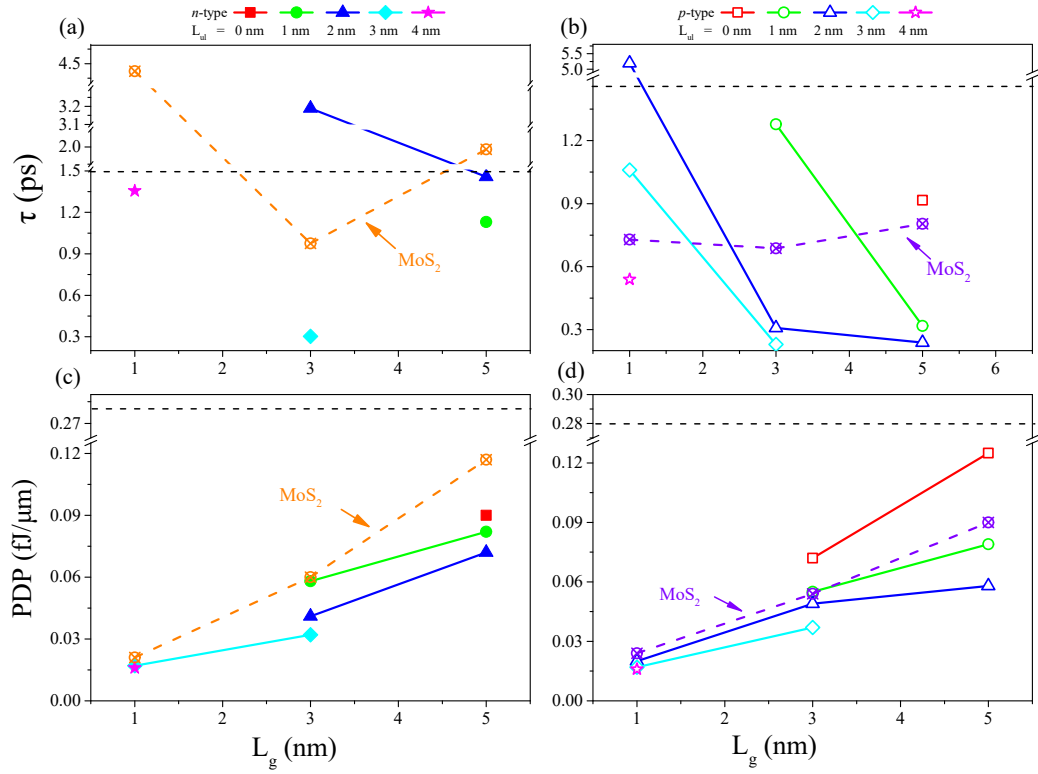 n-type 0 nm 1 nm 2 nm 3 nm 4 nm
L_ul =
p-type 0 nm 1 nm 2 nm 3 nm 4 nm
L_ul =
(a)
4.5
3.2
3.1
2.0
1.5
1.2
0.9
0.6
0.3
τ (ps)
MoS₂
1 2 3 4 5
(b)
5.5
5.0
1.2
0.9
0.6
0.3
MoS₂
1 2 3 4 5 6
(c)
0.27
0.12
0.09
0.06
0.03
0.00
PDP (fJ/μm)
MoS₂
1 2 3 4 5
L_g (nm)
(d)
0.30
0.28
0.12
0.09
0.06
0.03
0.00
MoS₂
1 2 3 4 5
L_g (nm)